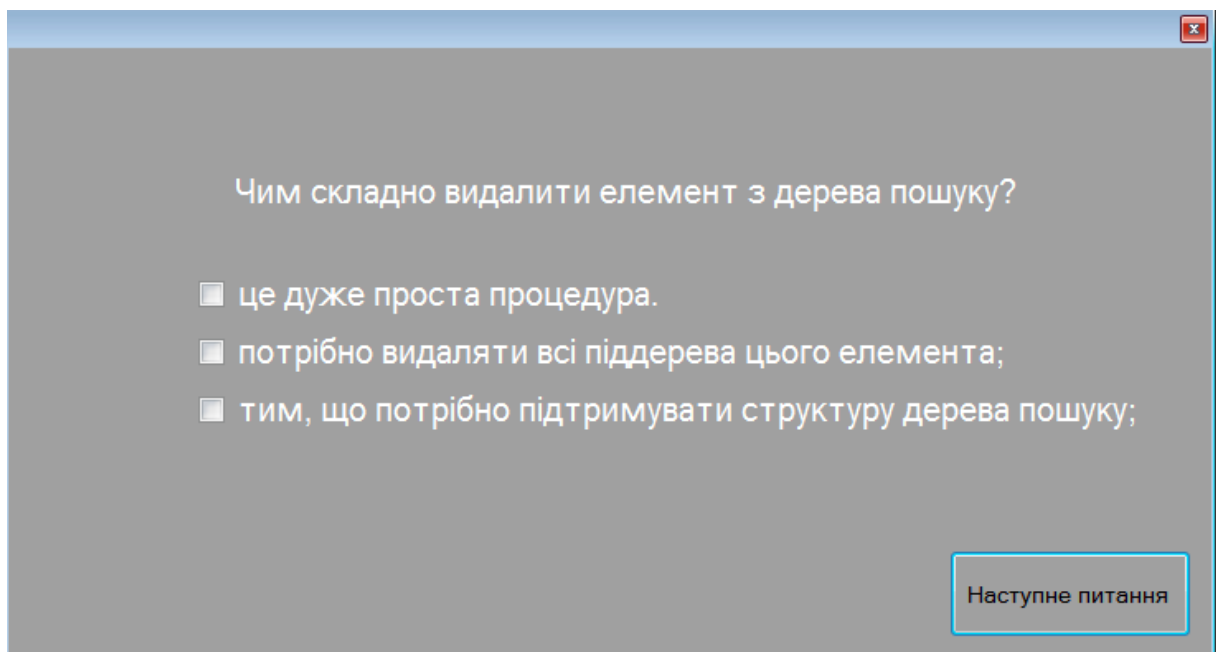 Чим складно видалити елемент з дерева пошуку?
це дуже проста процедура.
потрібно видаляти всі піддерева цього елемента;
тим, що потрібно підтримувати структуру дерева пошуку;
Наступне питання